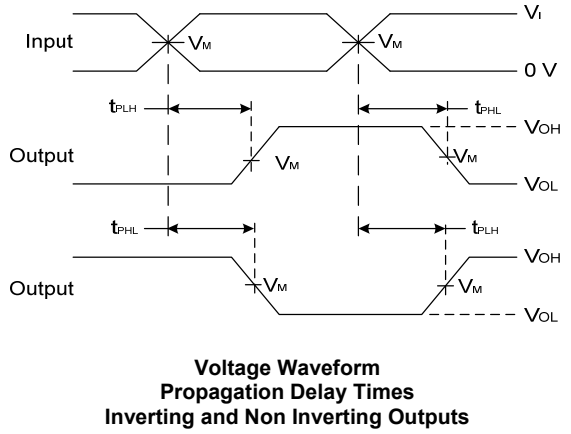 VI
Input
VM
VM
0 V
tPLH
tPHL
VOH
Output
VM
VM
VOL
tPHL
tPLH
VOH
Output
VM
VM
VOL
Voltage Waveform
Propagation Delay Times
Inverting and Non Inverting Outputs